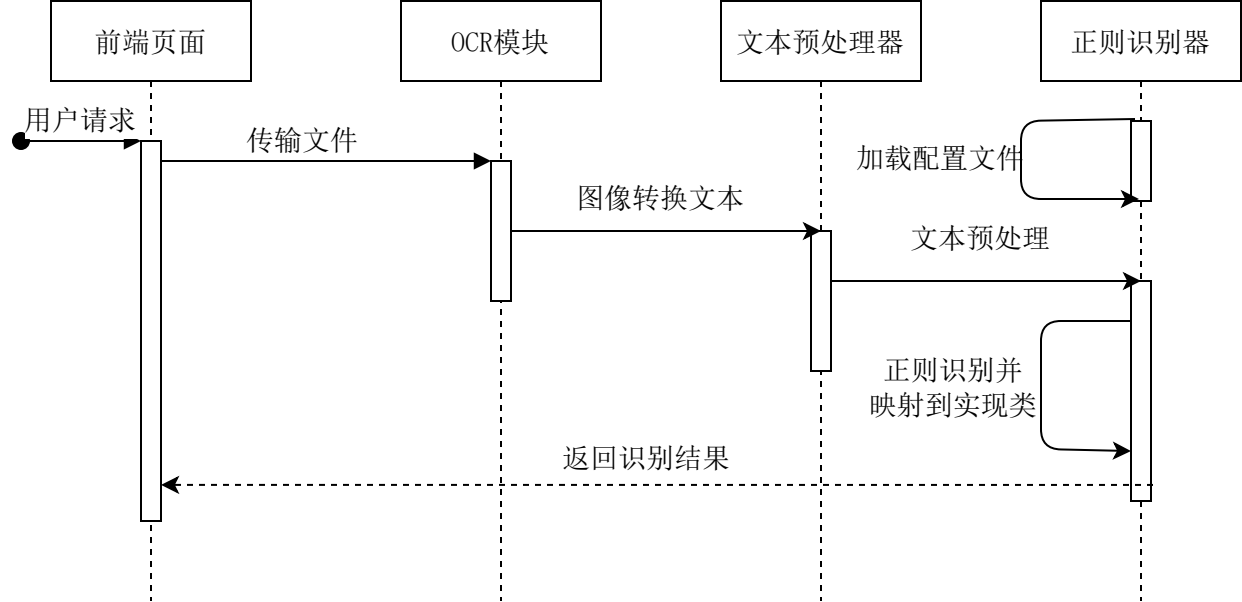 前端页面
OCR模块
文本预处理器
正则识别器
用户请求
传输文件
加载配置文件
图像转换文本
文本预处理
正则识别并
映射到实现类
返回识别结果